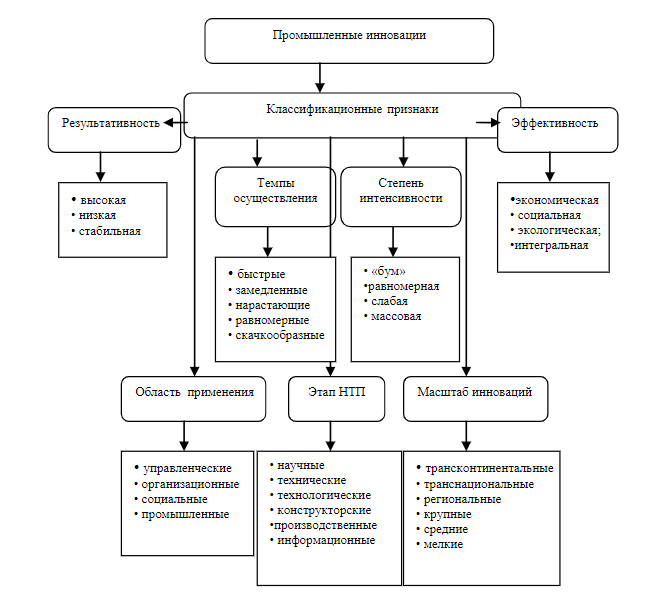 Промышленные инновации
Классификационные признаки
Результативность
Эффективность
• высокая
• низкая
• стабильная
Темпы
осуществления
Степень
интенсивности
•экономическая
• социальная
• экологическая;
•интегральная
• быстрые
• замедленные
• нарастающие
• равномерные
• скачкообразные
• «бум»
•равномерная
• слабая
• массовая
Область применения
Этап НТП
Масштаб инноваций
• управленческие
• организационные
• социальные
• промышленные
• научные
• технические
• технологические
• конструкторские
•производственные
• информационные
• трансконтинентальные
• транснациональные
• региональные
• крупные
• средние
• мелкие